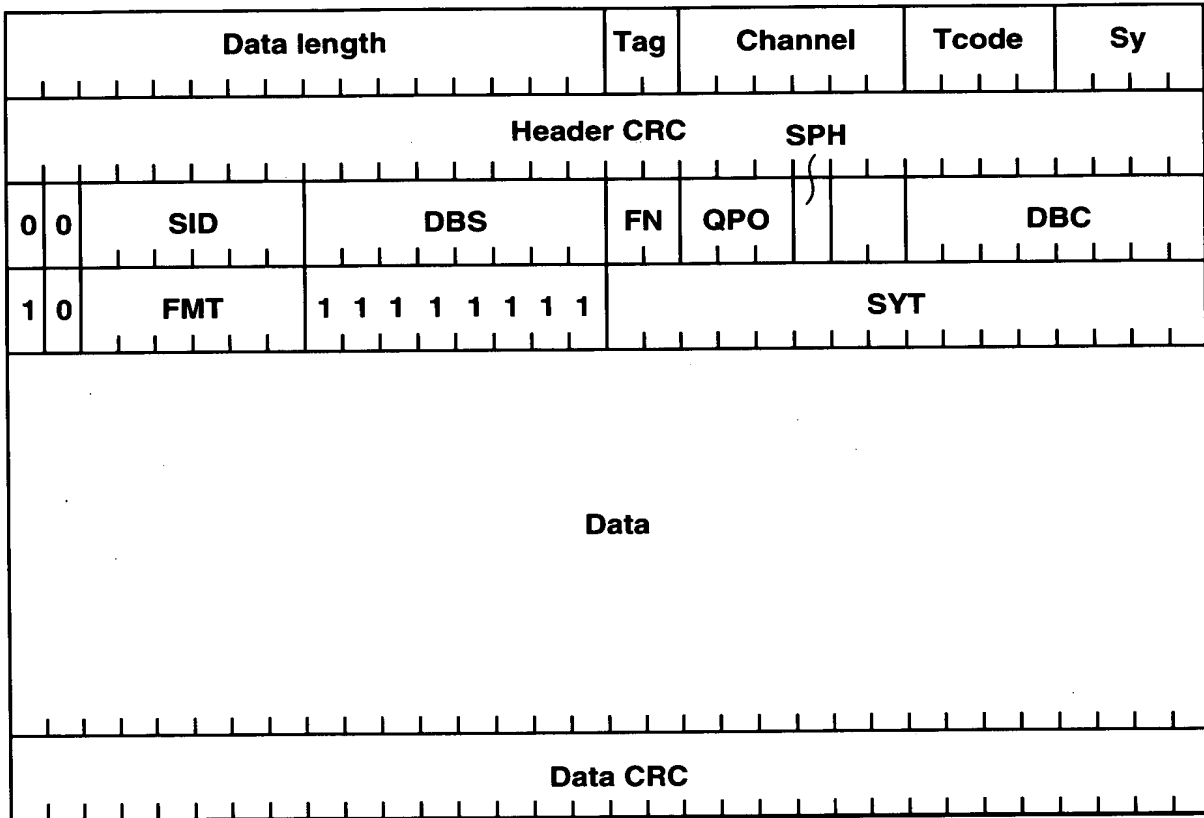 Data length Tag Channel Tcode Sy
Header CRC SPH
0 0 SID DBS FN QPO DBC
1 0 FMT 1 1 1 1 1 1 1 1 SYT
Data
Data CRC